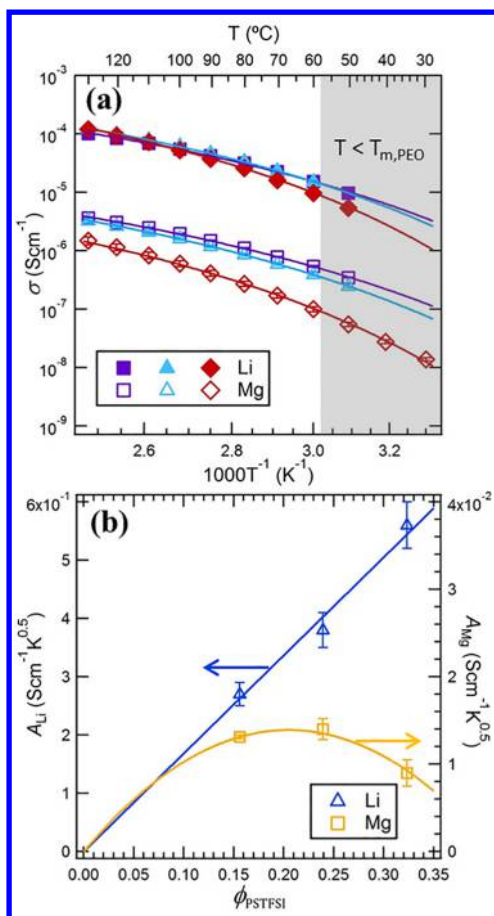 T (ºC)
120 100 90 80 70 60 50 40 30
(a)
T < Tm,PEO
10⁻³
10⁻⁴
10⁻⁵
10⁻⁶
10⁻⁷
10⁻⁸
10⁻⁹
σ (Scm⁻¹)
Li
Mg
2.6 2.8 3.0 3.2
1000T⁻¹ (K⁻¹)
(b)
6x10⁻¹
5
4
3
2
1
0
A_Li (Scm⁻¹K⁰·⁵)
4x10⁻²
3
2
1
0
A_Mg (Scm⁻¹K⁰·⁵)
Li
Mg
0.00 0.05 0.10 0.15 0.20 0.25 0.30 0.35
ϕPSTFSI